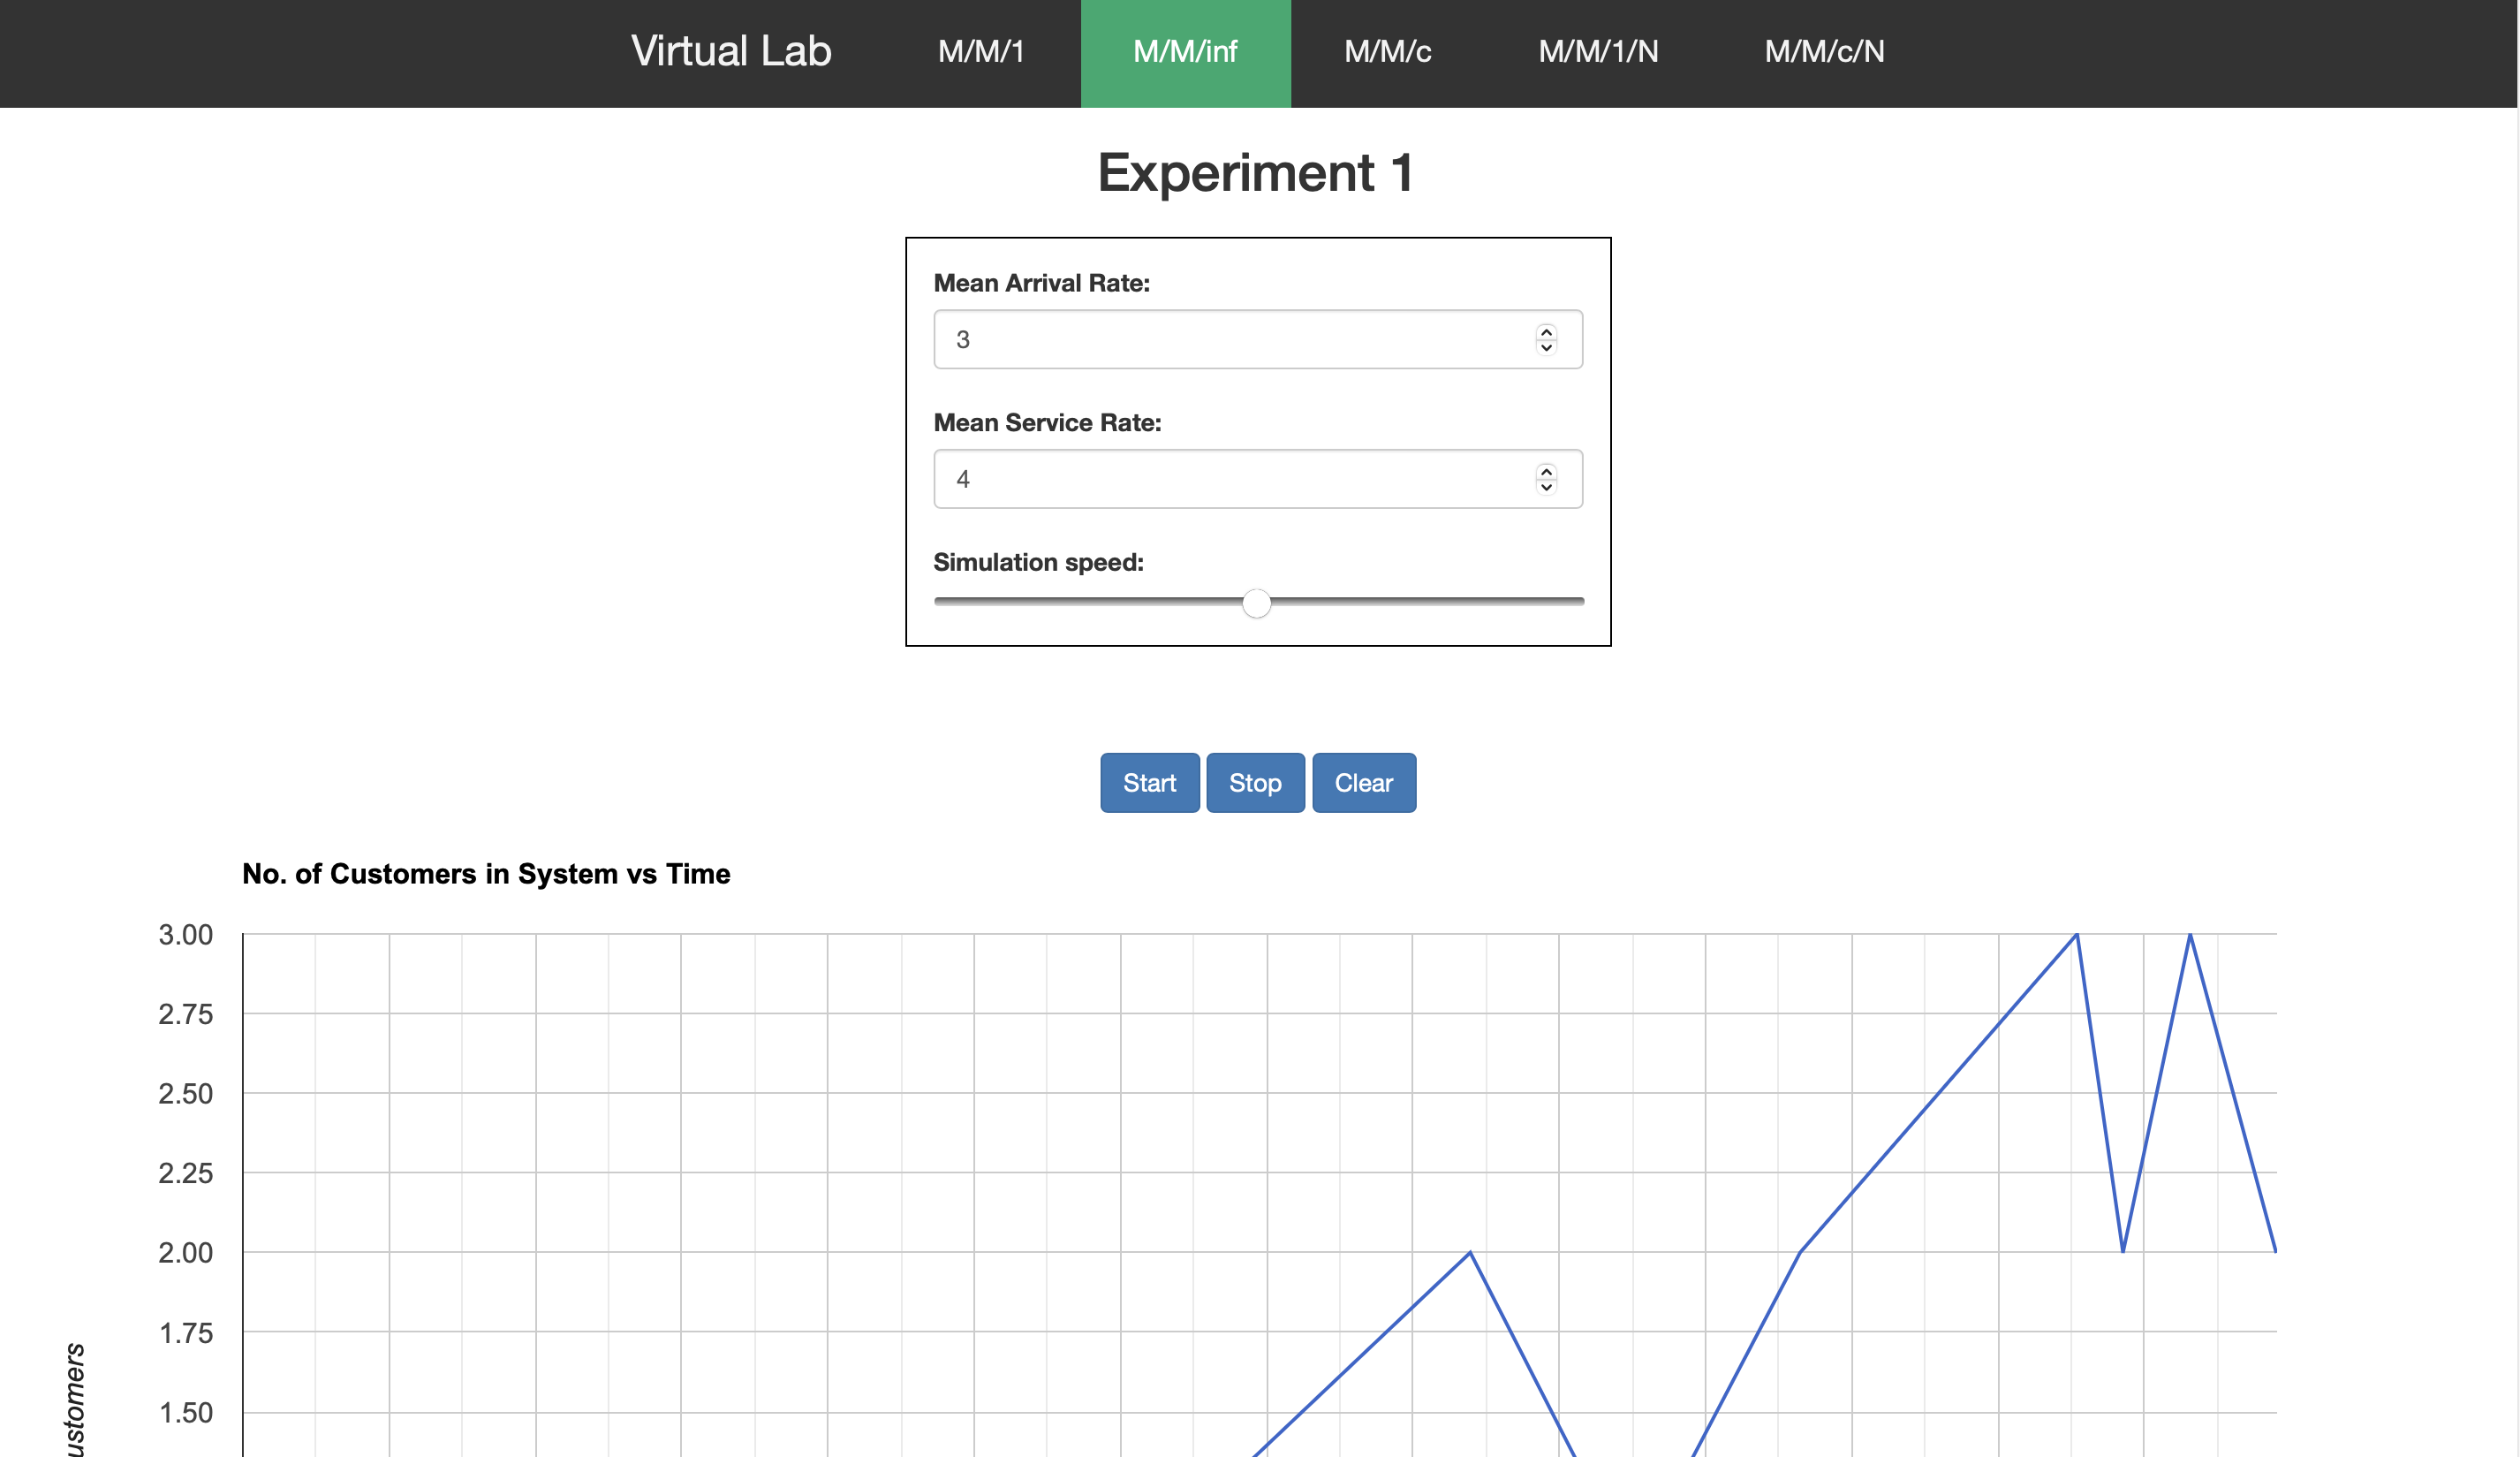 Virtual Lab M/M/1 M/M/inf M/M/c M/M/1/N M/M/c/N
Experiment 1
Mean Arrival Rate:
3
Mean Service Rate:
4
Simulation speed:
Start Stop Clear
No. of Customers in System vs Time
3.00
2.75
2.50
2.25
2.00
1.75
1.50
ustomers